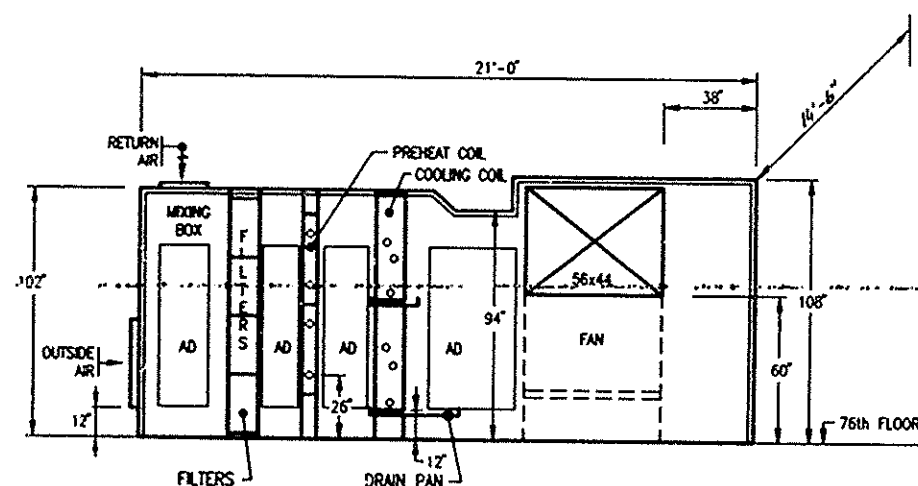 21'-0"
38"
14'-6"
RETURN
AIR
PREHEAT COIL
COOLING COIL
MIXING
BOX
FILTERS
102"
56x44
94"
108"
OUTSIDE
AIR
AD
AD
AD
AD
FAN
60"
12"
26"
12"
76th FLOOR
FILTERS
DRAIN PAN